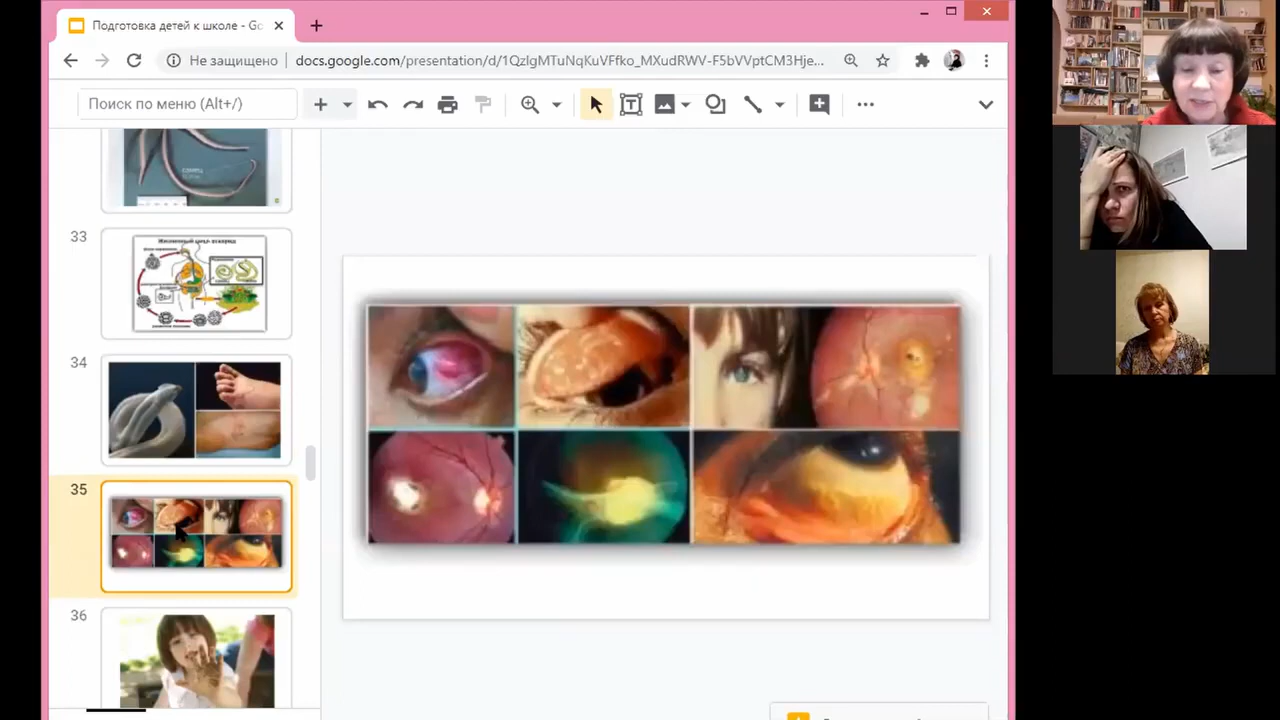 Подготовка детей к школе - Go
Не защищено
docs.google.com/presentation/d/1QzIgMTuNqKuVFfko_MXudRWV-F5bVVptCM3Hje...
Поиск по меню (Alt+/)
33
Жизненный цикл аскарид
34
35
36